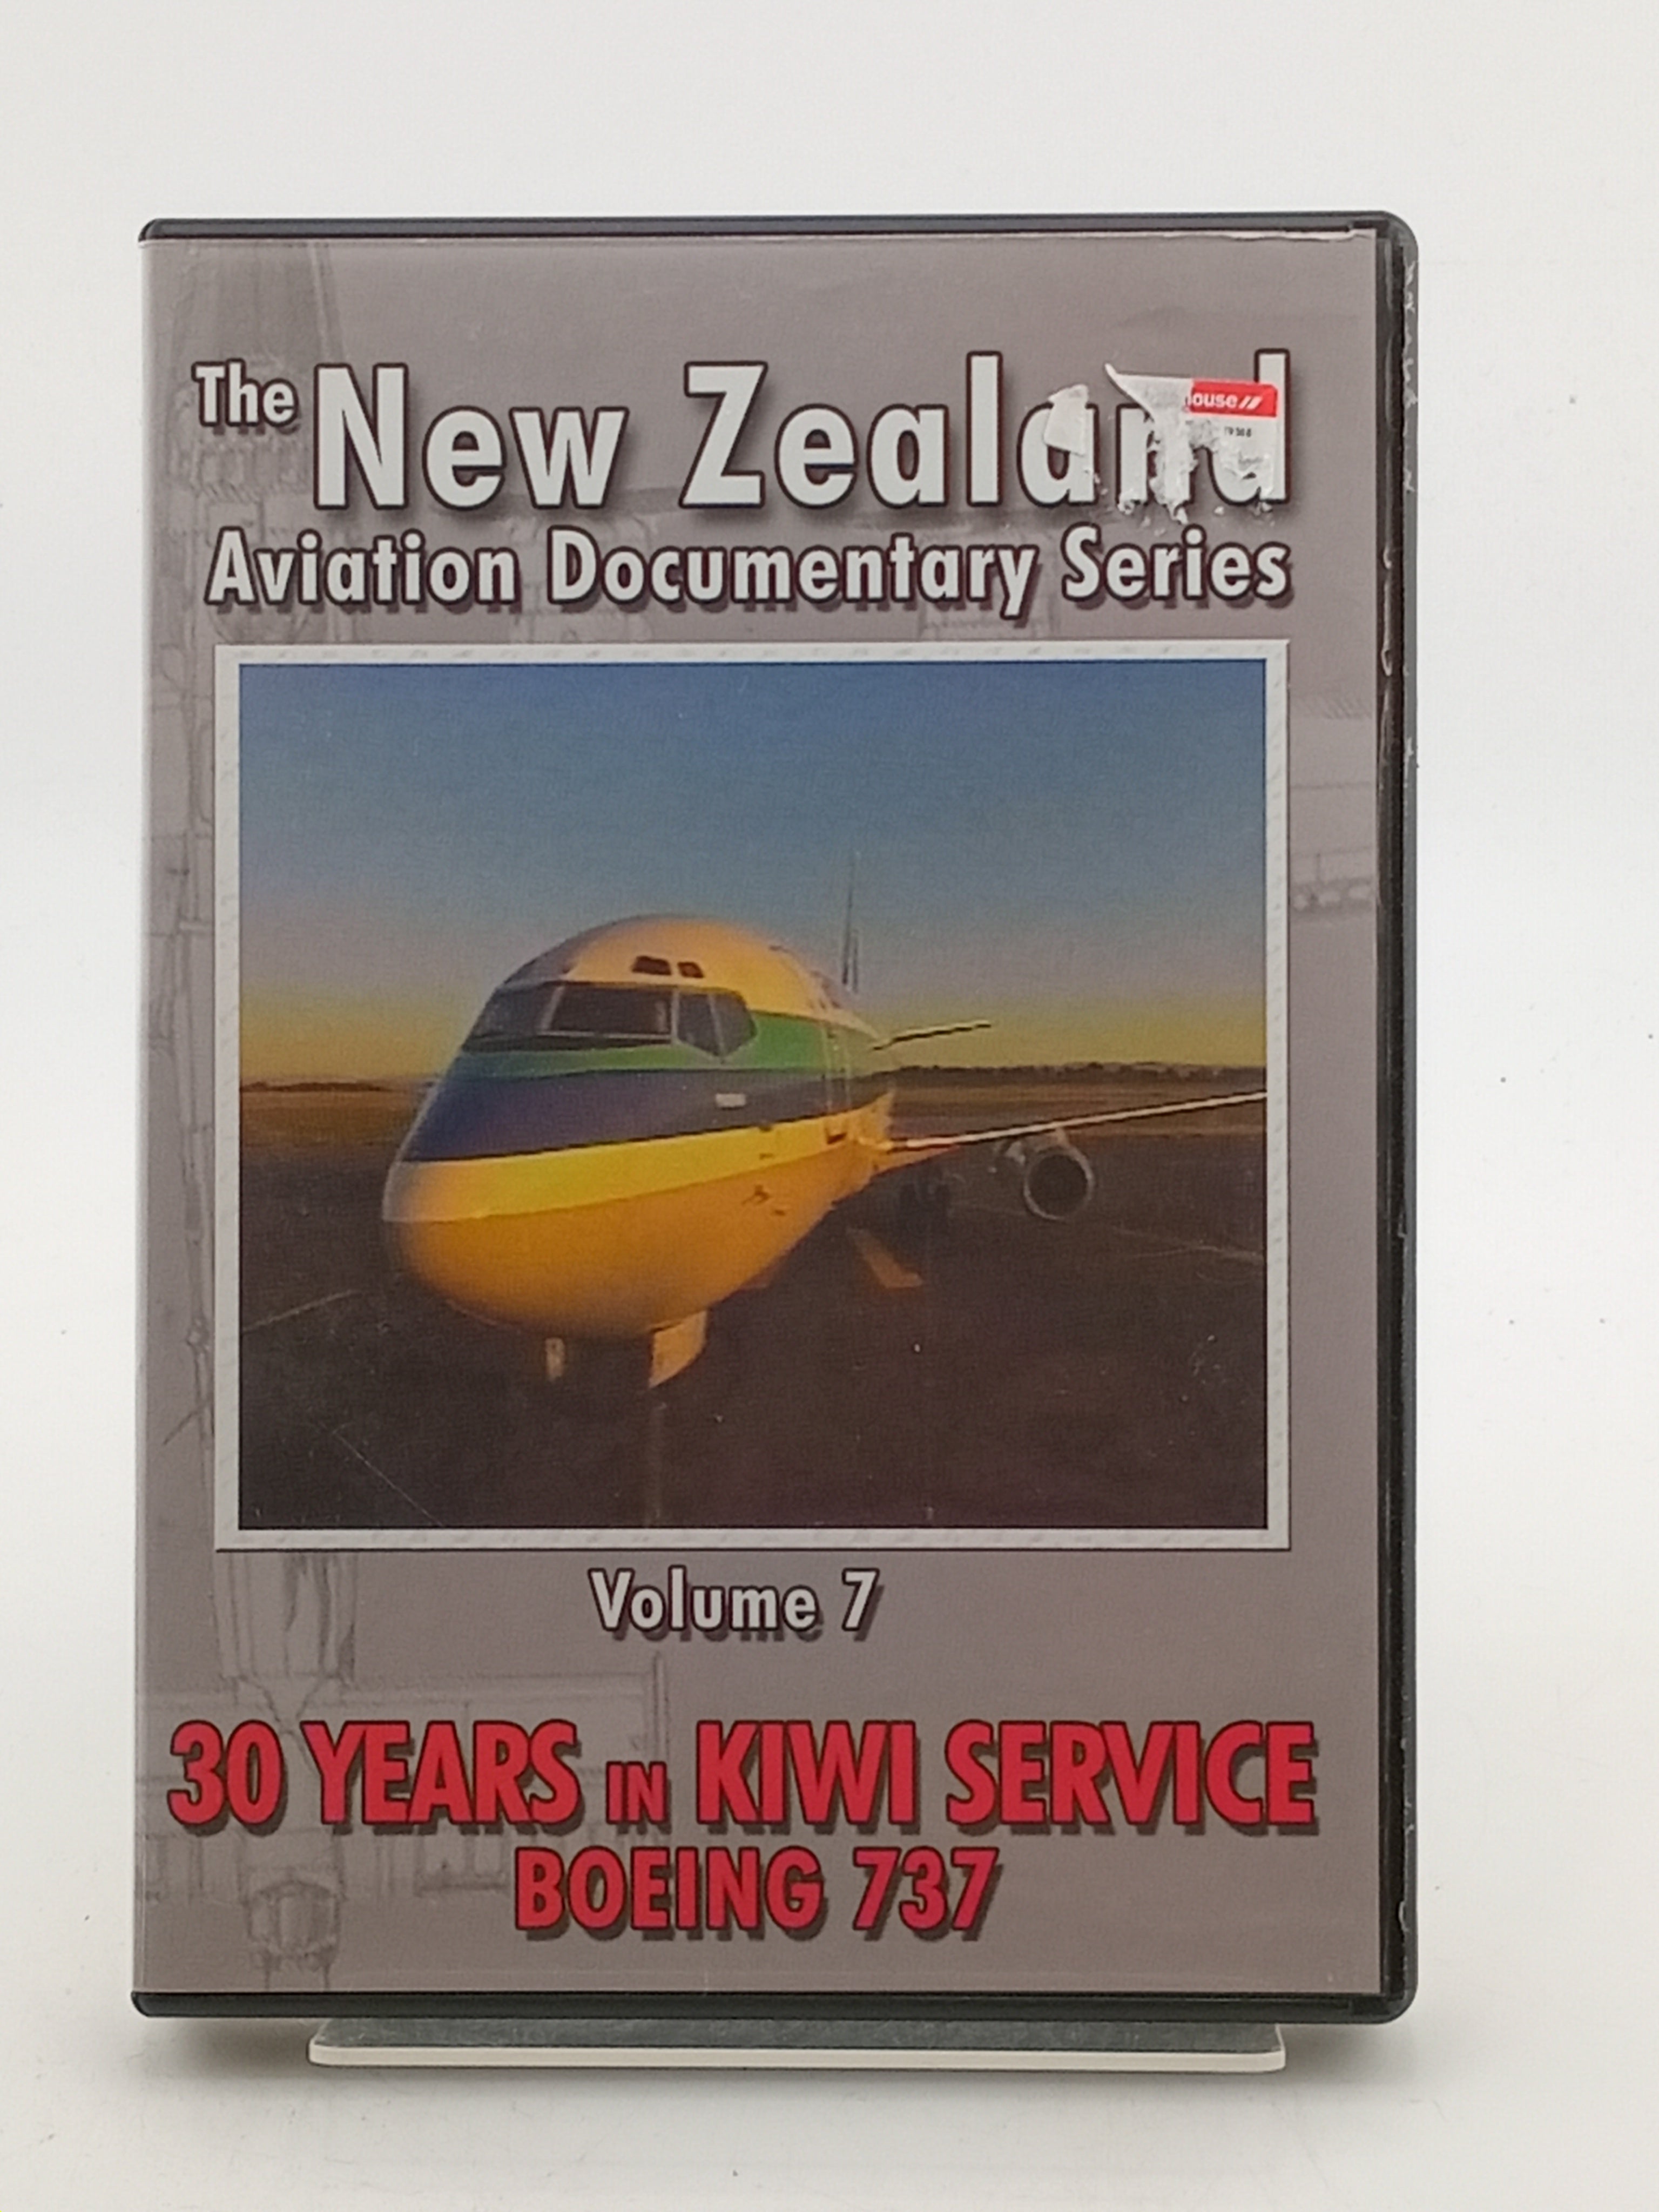 The New Zealand
Aviation Documentary Series
Volume 7
30 YEARS IN KIWI SERVICE
BOEING 737